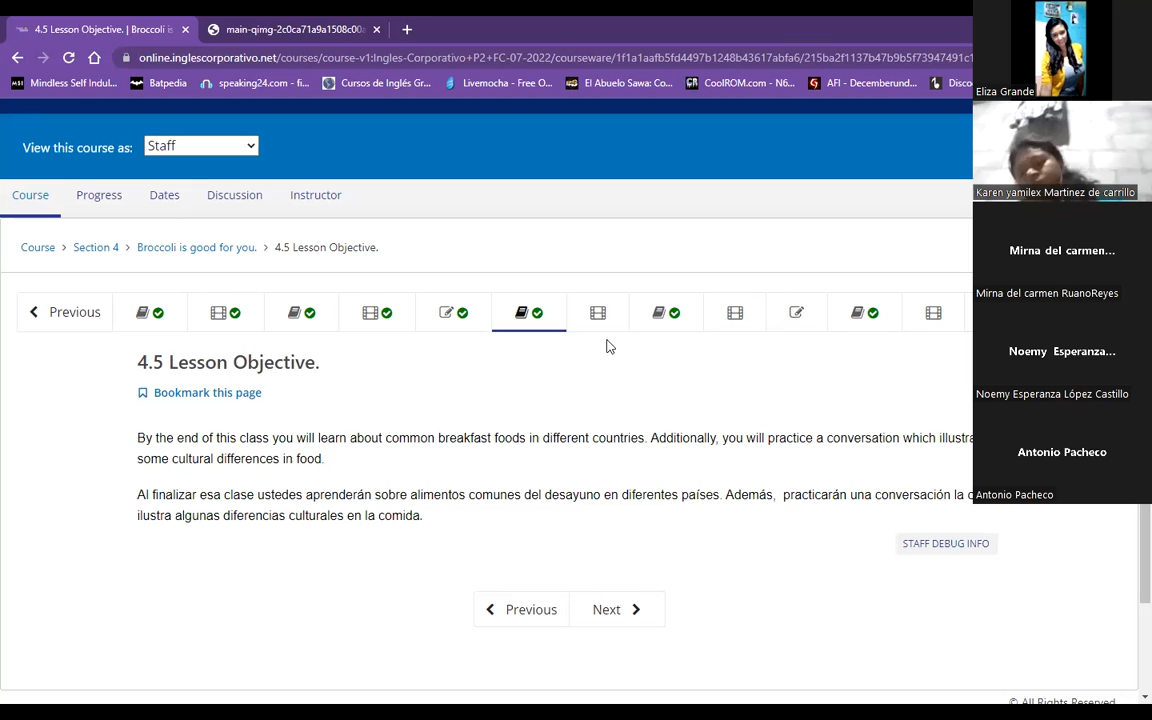 4.5 Lesson Objective. | Broccoli is
main-qimg-2c0ca71a9a1508c00
online.inglescorporativo.net/courses/course-v1:Ingles-Corporativo+P2+FC-07-2022/courseware/1f1a1aafb5fd4497b1248b43617abfa6/215ba2f1137b47b9b5f73947491c1
Mindless Self Indul...
Batpedia
speaking24.com – fi...
Cursos de Inglés Gr...
Livemocha - Free O...
El Abuelo Sawa: Co...
CoolROM.com - N6...
AFI - Decemberund...
Disco
View this course as:
Staff
Course
Progress
Dates
Discussion
Instructor
Course > Section 4 > Broccoli is good for you. > 4.5 Lesson Objective.
Previous
4.5 Lesson Objective.
Bookmark this page
By the end of this class you will learn about common breakfast foods in different countries. Additionally, you will practice a conversation which illustra
some cultural differences in food.
Al finalizar esa clase ustedes aprenderán sobre alimentos comunes del desayuno en diferentes países. Además, practicarán una conversación la c
ilustra algunas diferencias culturales en la comida.
STAFF DEBUG INFO
Previous
Next
© All Rights Reserved
Eliza Grande
Karen yamilex Martinez de carrillo
Mirna del carmen...
Mirna del carmen RuanoReyes
Noemy Esperanza...
Noemy Esperanza López Castillo
Antonio Pacheco
Antonio Pacheco